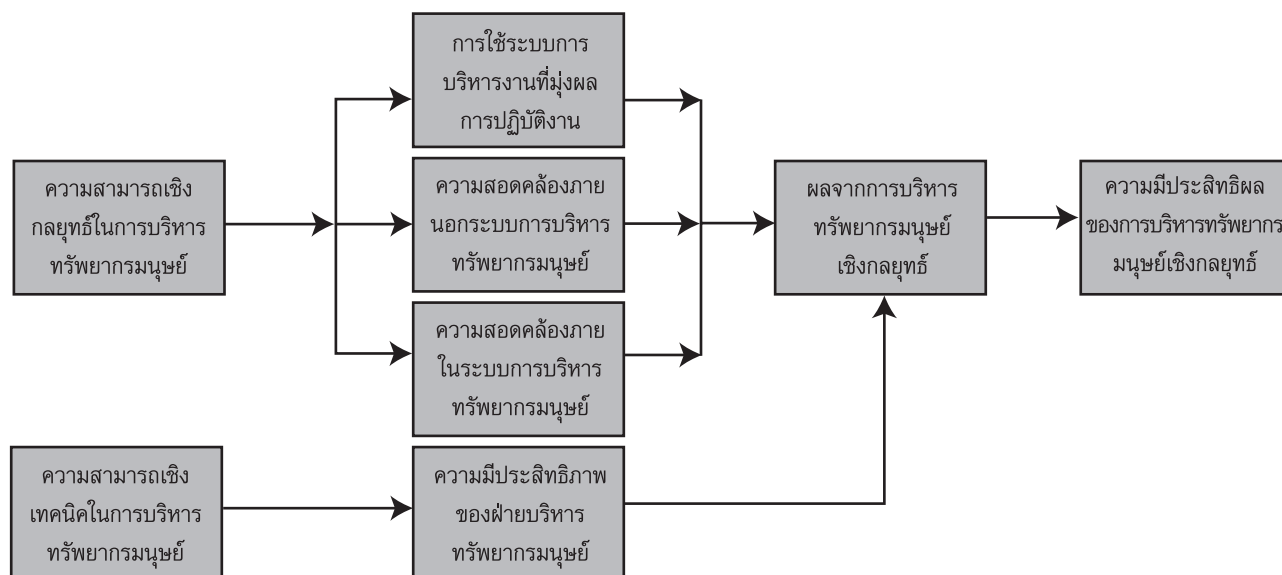 การใช้ระบบการ
บริหารงานที่มุ่งผล
การปฏิบัติงาน
ความสามารถเชิง
กลยุทธ์ในการบริหาร
ทรัพยากรมนุษย์
ความสอดคล้องภาย
นอกระบบการบริหาร
ทรัพยากรมนุษย์
ผลจากการบริหาร
ทรัพยากรมนุษย์
เชิงกลยุทธ์
ความมีประสิทธิผล
ของการบริหารทรัพยากร
มนุษย์เชิงกลยุทธ์
ความสอดคล้องภาย
ในระบบการบริหาร
ทรัพยากรมนุษย์
ความสามารถเชิง
เทคนิคในการบริหาร
ทรัพยากรมนุษย์
ความมีประสิทธิภาพ
ของฝ่ายบริหาร
ทรัพยากรมนุษย์